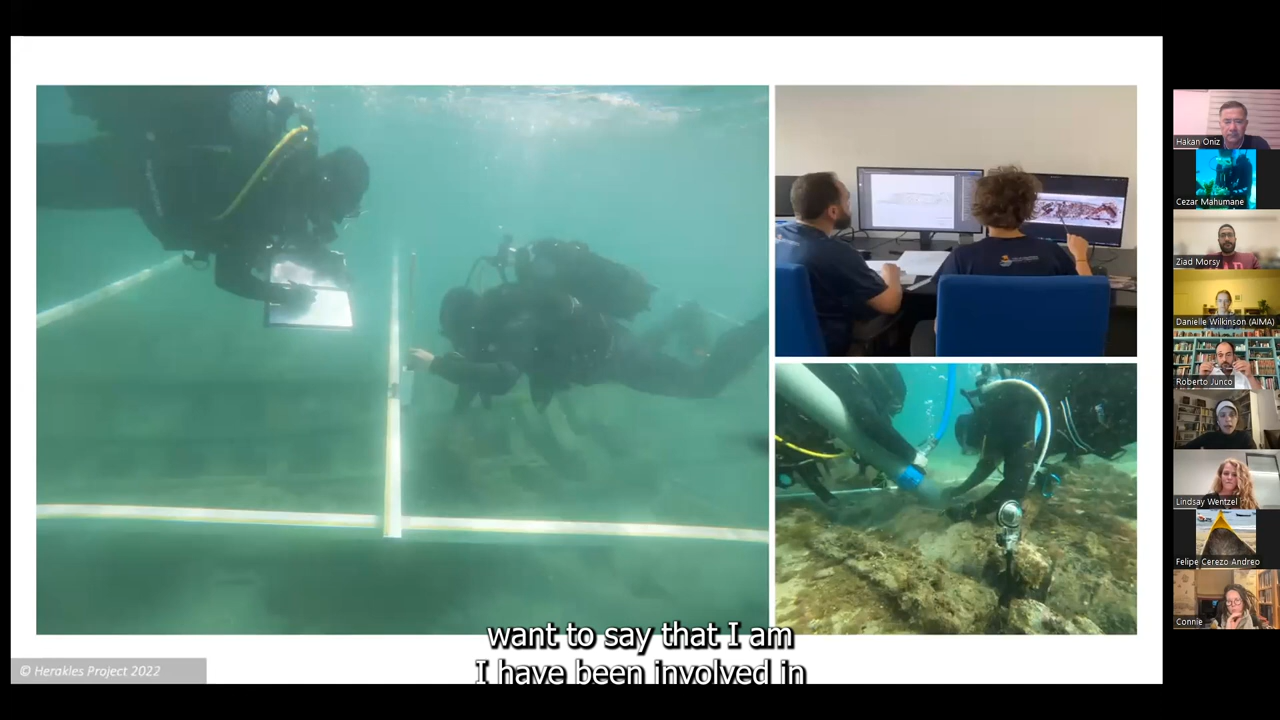 Hakan Oniz
Cezar Mahumane
Ziad Morsy
Danielle Wilkinson (AIMA)
Roberto Junco
Lindsay Wentzel
Felipe Cerezo Andreo
Connie
want to say that I am
I have been involved in
© Herakles Project 2022